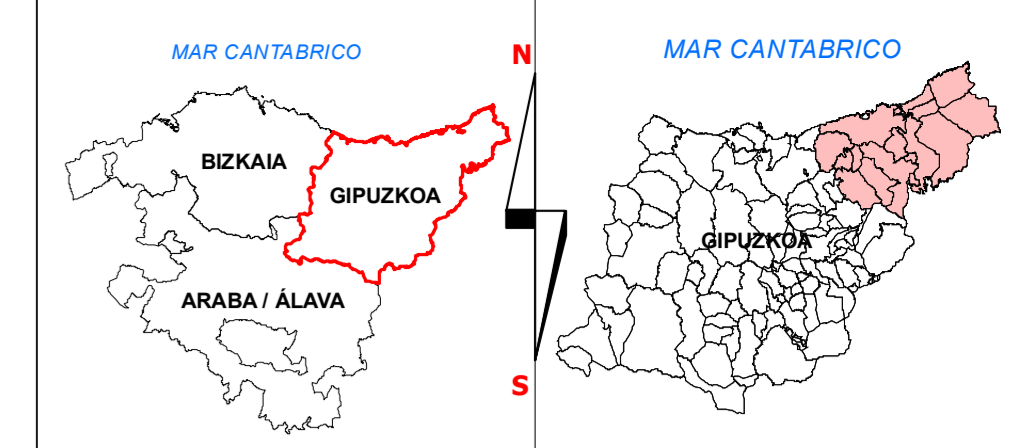 MAR CANTABRICO
BIZKAIA
GIPUZKOA
ARABA / ÁLAVA
N
S
MAR CANTABRICO
GIPUZKOA